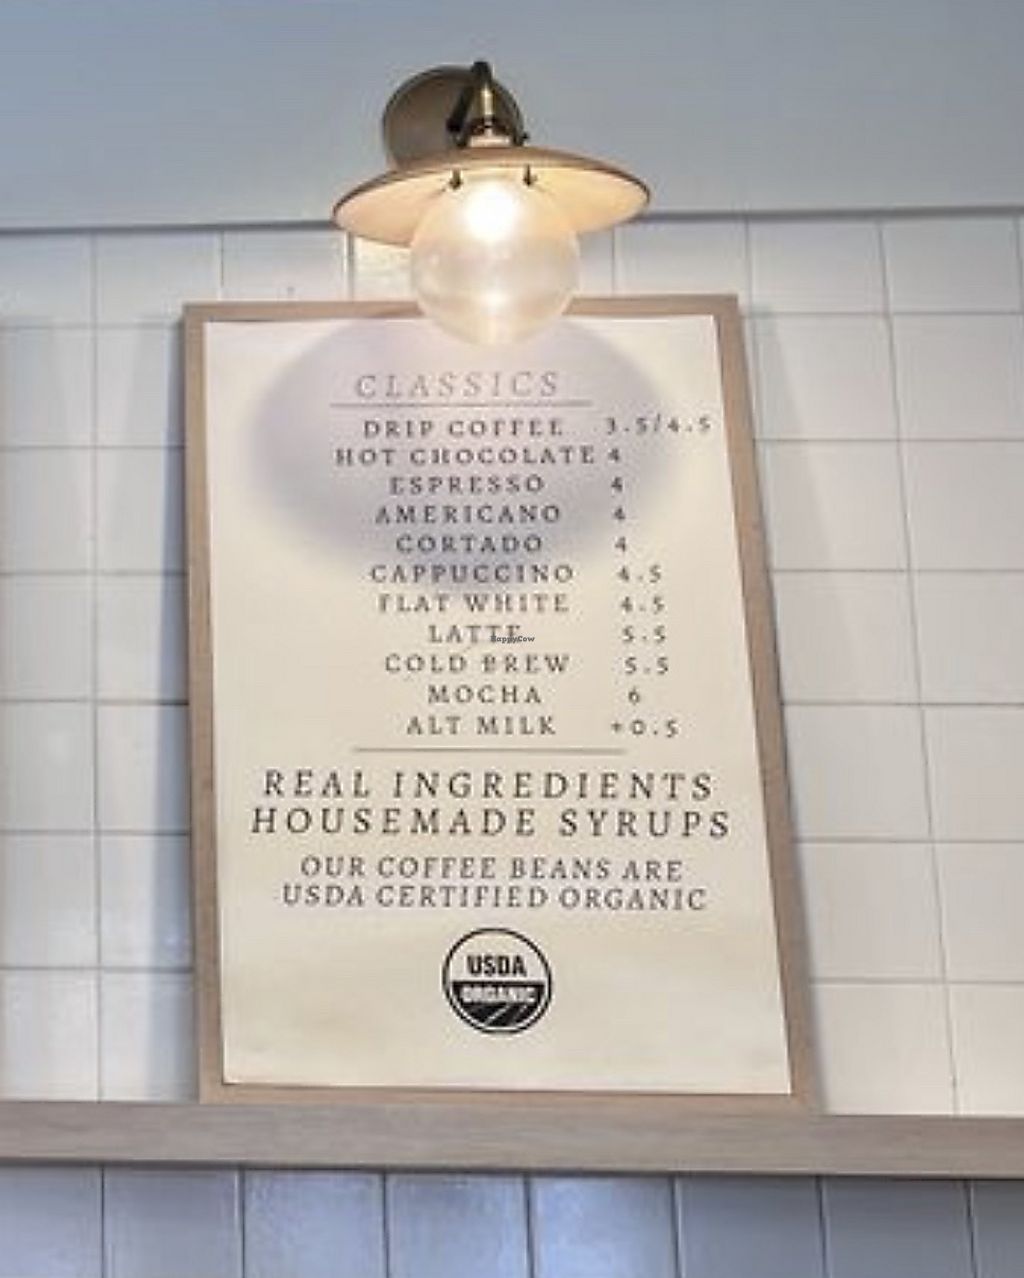 CLASSICS
DRIP COFFEE 3.5/4.5
HOT CHOCOLATE 4
ESPRESSO 4
AMERICANO 4
CORTADO 4
CAPPUCCINO 4.5
FLAT WHITE 4.5
LATTE 5.5
HappyCow
COLD BREW 5.5
MOCHA 6
ALT MILK +0.5
REAL INGREDIENTS
HOUSEMADE SYRUPS
OUR COFFEE BEANS ARE
USDA CERTIFIED ORGANIC
USDA
ORGANIC